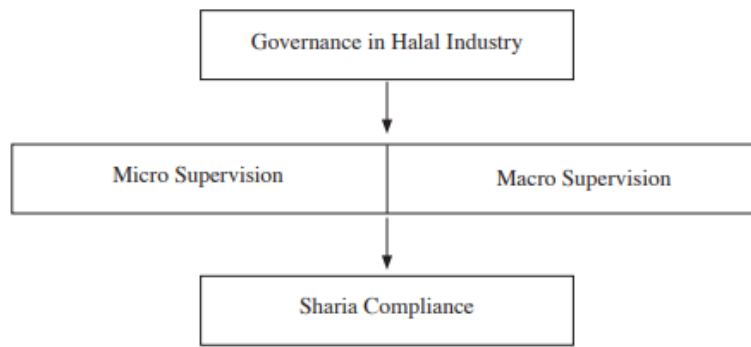 Governance in Halal Industry
Micro Supervision
Macro Supervision
Sharia Compliance